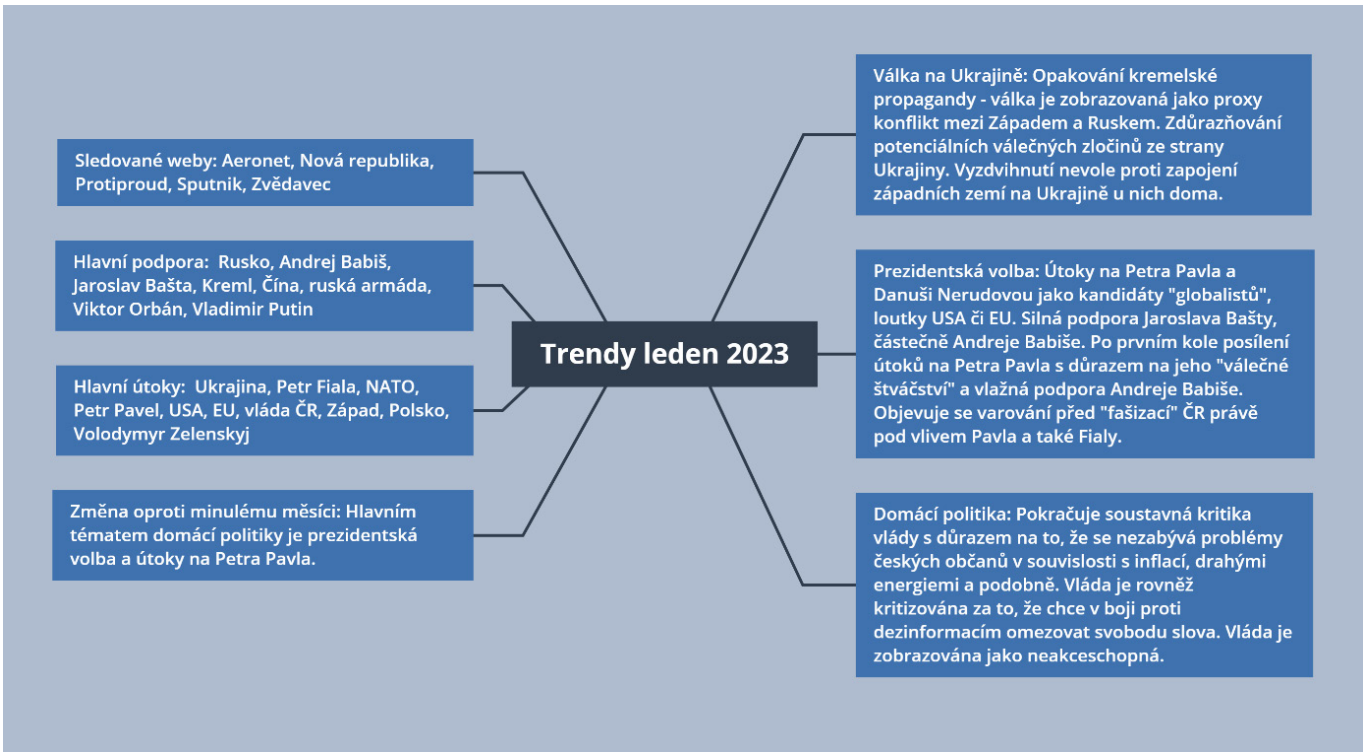 Sledované weby: Aeronet, Nová republika,
Protiproud, Sputnik, Zvědavec
Hlavní podpora:  Rusko, Andrej Babiš,
Jaroslav Bašta, Kreml, Čína, ruská armáda,
Viktor Orbán, Vladimir Putin
Hlavní útoky:  Ukrajina, Petr Fiala, NATO,
Petr Pavel, USA, EU, vláda ČR, Západ, Polsko,
Volodymyr Zelenskyj
Změna oproti minulému měsíci: Hlavním
tématem domácí politiky je prezidentská
volba a útoky na Petra Pavla.
Trendy leden 2023
Válka na Ukrajině: Opakování kremelské
propagandy - válka je zobrazovaná jako proxy
konflikt mezi Západem a Ruskem. Zdůrazňování
potenciálních válečných zločinů ze strany
Ukrajiny. Vyzdvihnutí nevole proti zapojení
západních zemí na Ukrajině u nich doma.
Prezidentská volba: Útoky na Petra Pavla a
Danuši Nerudovou jako kandidáty "globalistů",
loutky USA či EU. Silná podpora Jaroslava Bašty,
částečně Andreje Babiše. Po prvním kole posílení
útoků na Petra Pavla s důrazem na jeho "válečné
štváčství" a vlažná podpora Andreje Babiše.
Objevuje se varování před "fašizací" ČR právě
pod vlivem Pavla a také Fialy.
Domácí politika: Pokračuje soustavná kritika
vlády s důrazem na to, že se nezabývá problémy
českých občanů v souvislosti s inflací, drahými
energiemi a podobně. Vláda je rovněž
kritizována za to, že chce v boji proti
dezinformacím omezovat svobodu slova. Vláda je
zobrazována jako neakceschopná.